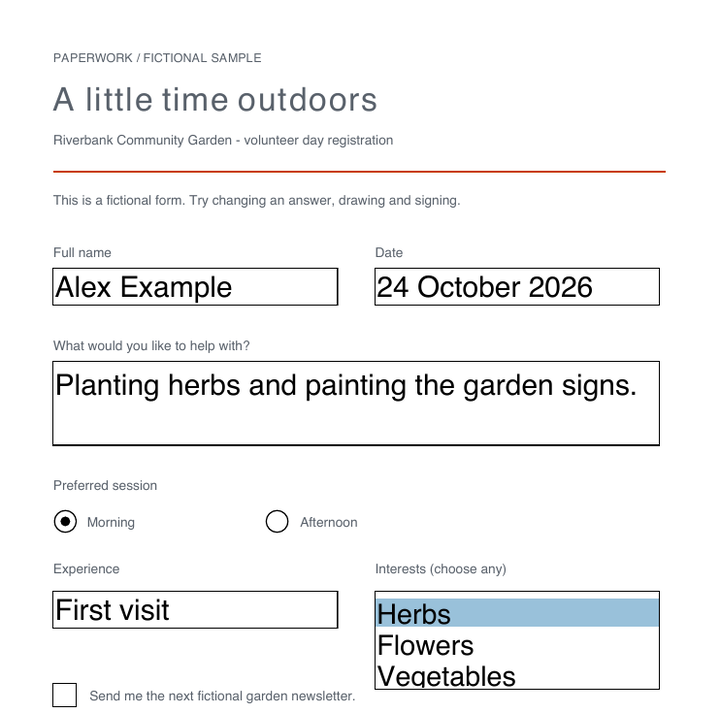 PAPERWORK / FICTIONAL SAMPLE
A little time outdoors
Riverbank Community Garden - volunteer day registration
This is a fictional form. Try changing an answer, drawing and signing.
Full name
Date
Alex Example
24 October 2026
What would you like to help with?
Planting herbs and painting the garden signs.
Preferred session
Morning
Afternoon
Experience
Interests (choose any)
First visit
Herbs
Flowers
Vegetables
Send me the next fictional garden newsletter.